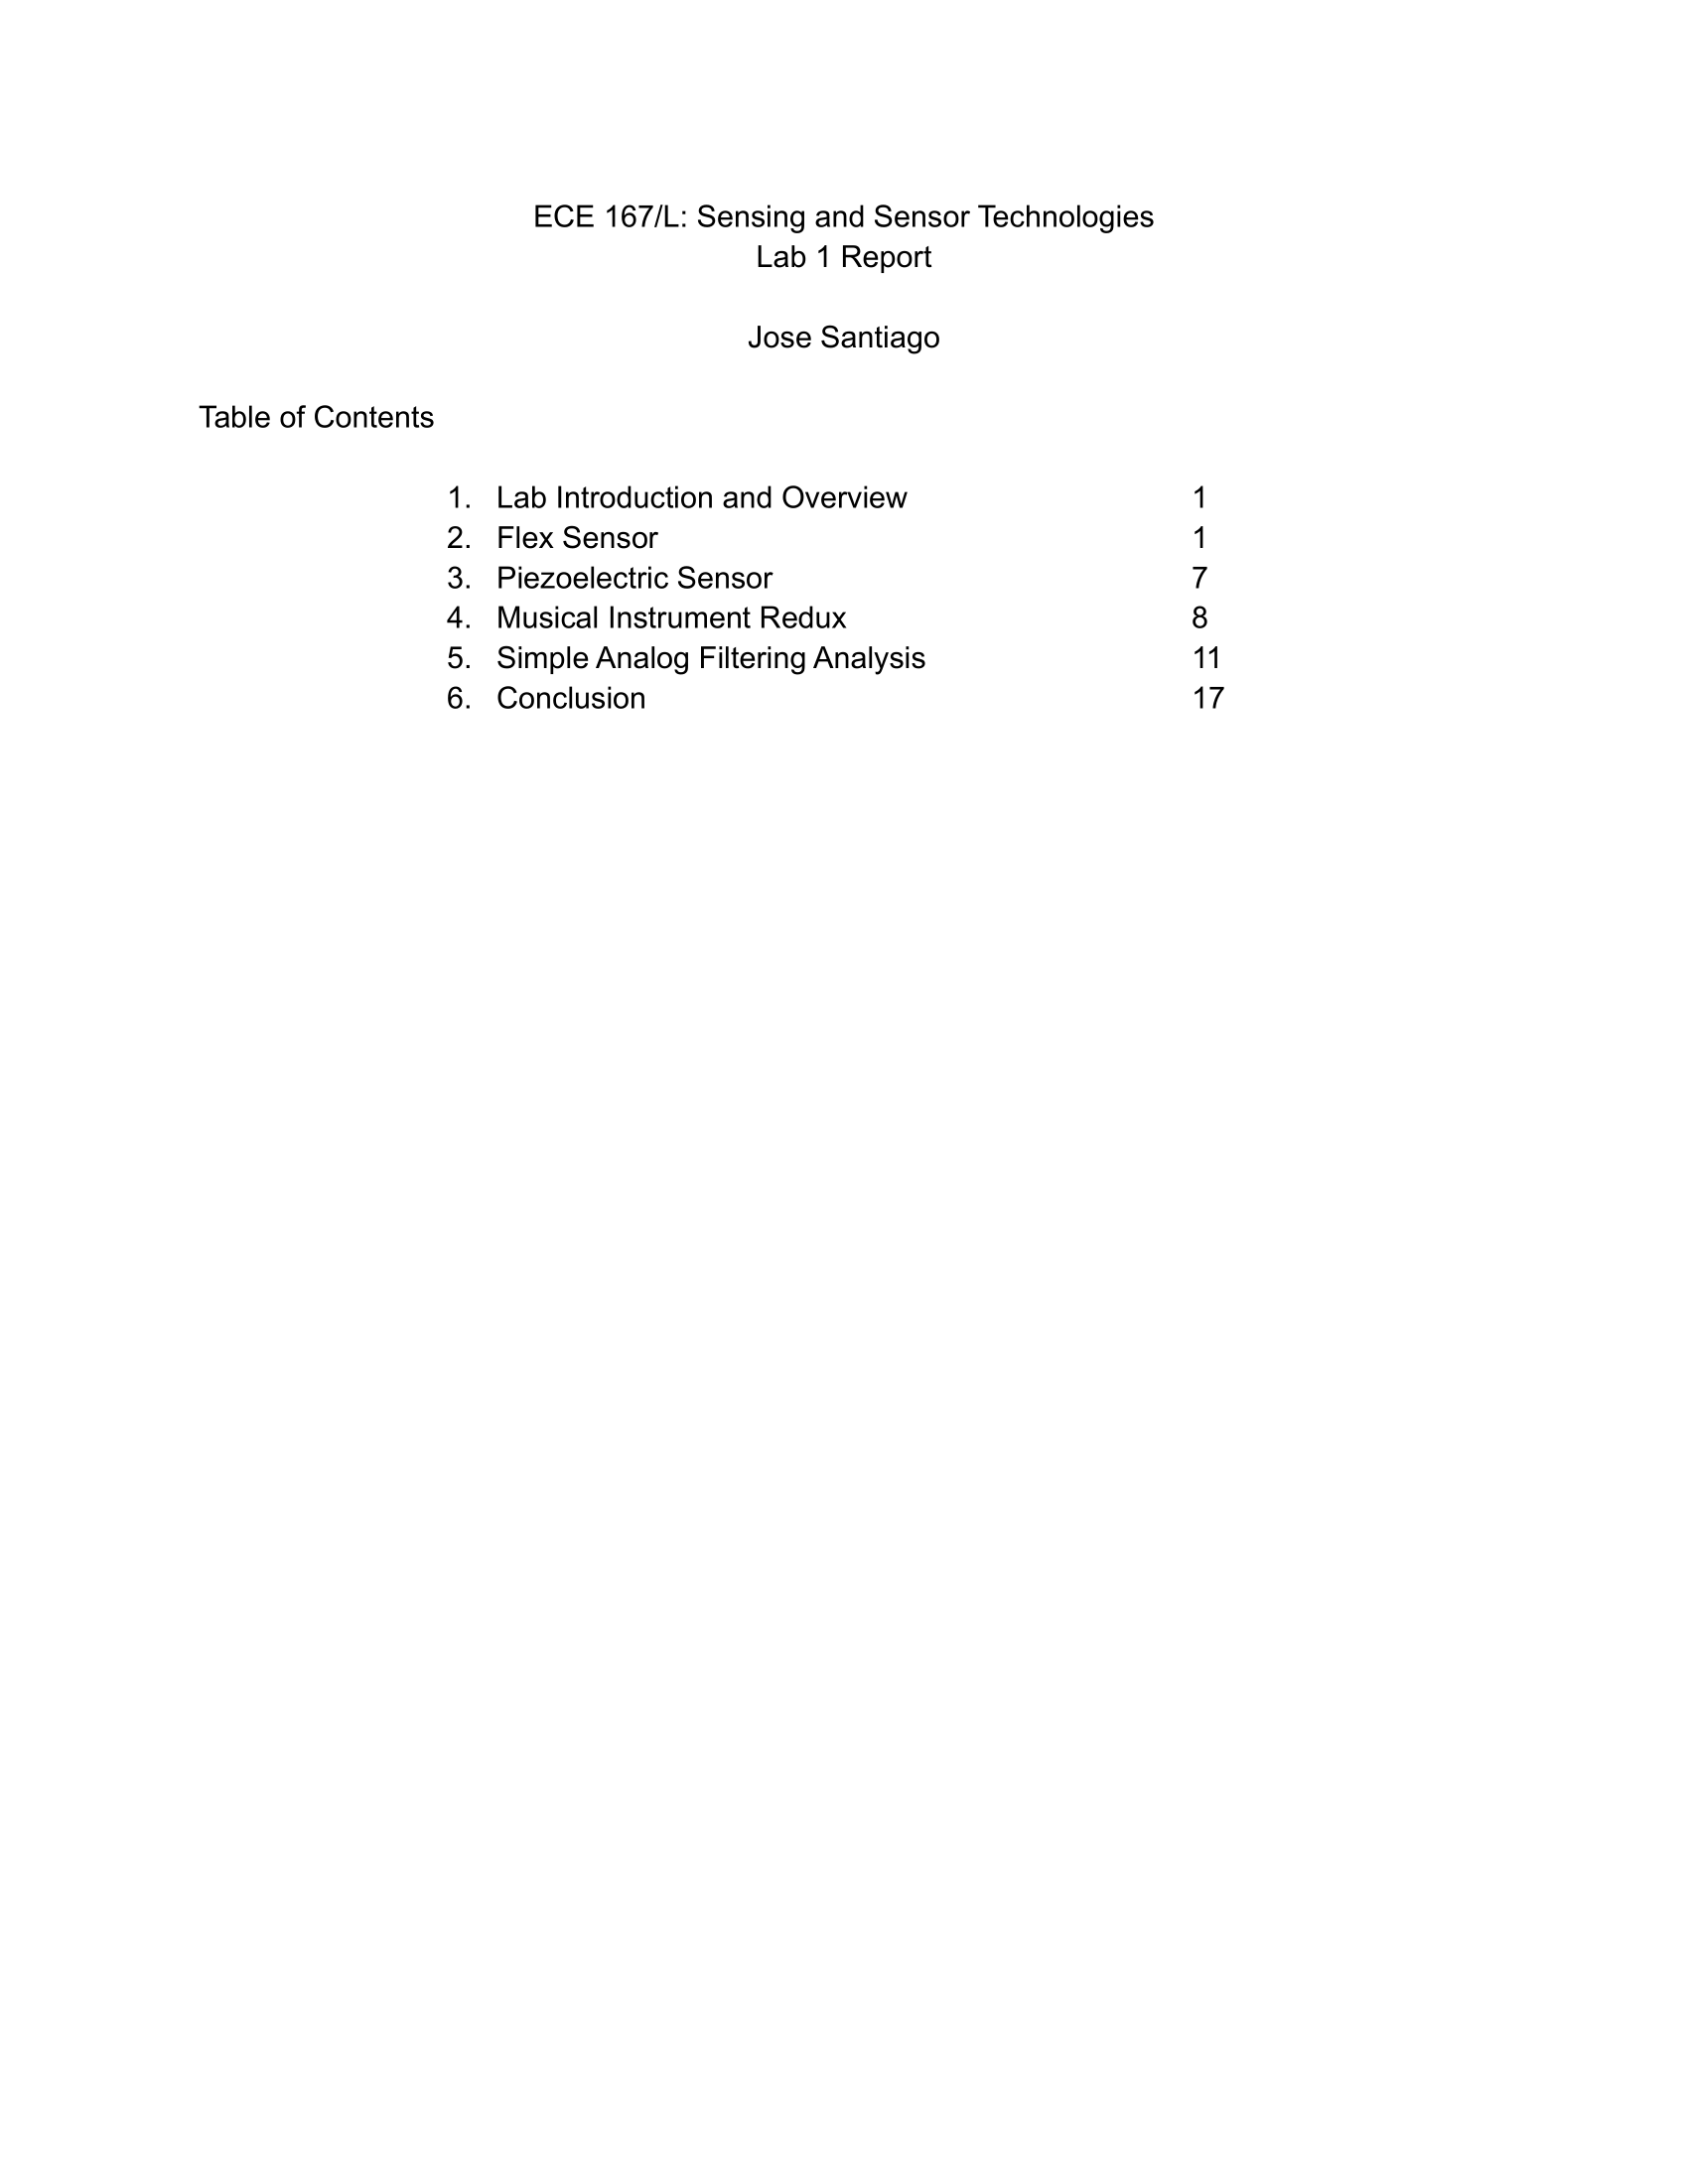 ECE 167/L: Sensing and Sensor Technologies
Lab 1 Report
Jose Santiago
Table of Contents
1. Lab Introduction and Overview 1
2. Flex Sensor 1
3. Piezoelectric Sensor 7
4. Musical Instrument Redux 8
5. Simple Analog Filtering Analysis 11
6. Conclusion 17